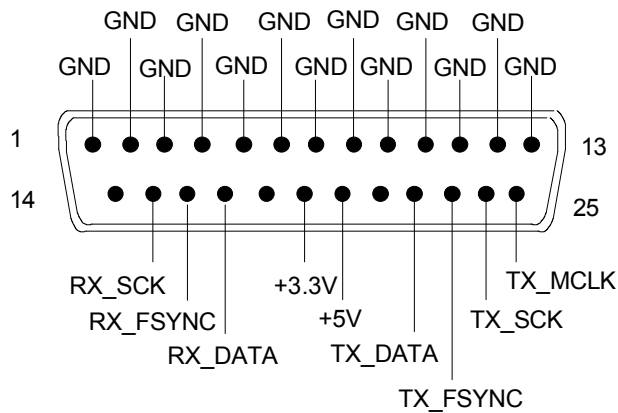 GND GND GND GND GND GND
GND GND GND GND GND GND GND
1 13
14 25
RX_SCK +3.3V TX_MCLK
RX_FSYNC +5V TX_SCK
RX_DATA TX_DATA
TX_FSYNC